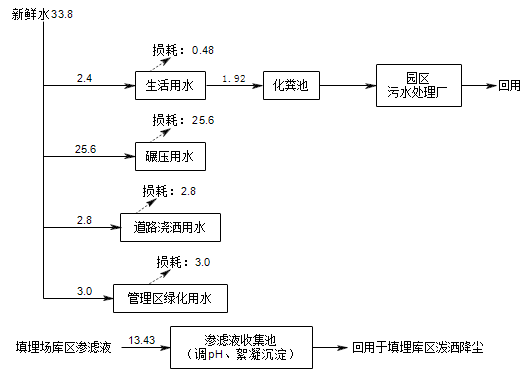 新鲜水33.8
损耗：0.48
2.4
生活用水
1.92
化粪池
园区
污水处理厂
回用
损耗：25.6
25.6
碾压用水
损耗：2.8
2.8
道路浇洒用水
损耗：3.0
3.0
管理区绿化用水
填埋场库区渗滤液
13.43
渗滤液收集池
（调pH、絮凝沉淀）
回用于填埋库区泼洒降尘